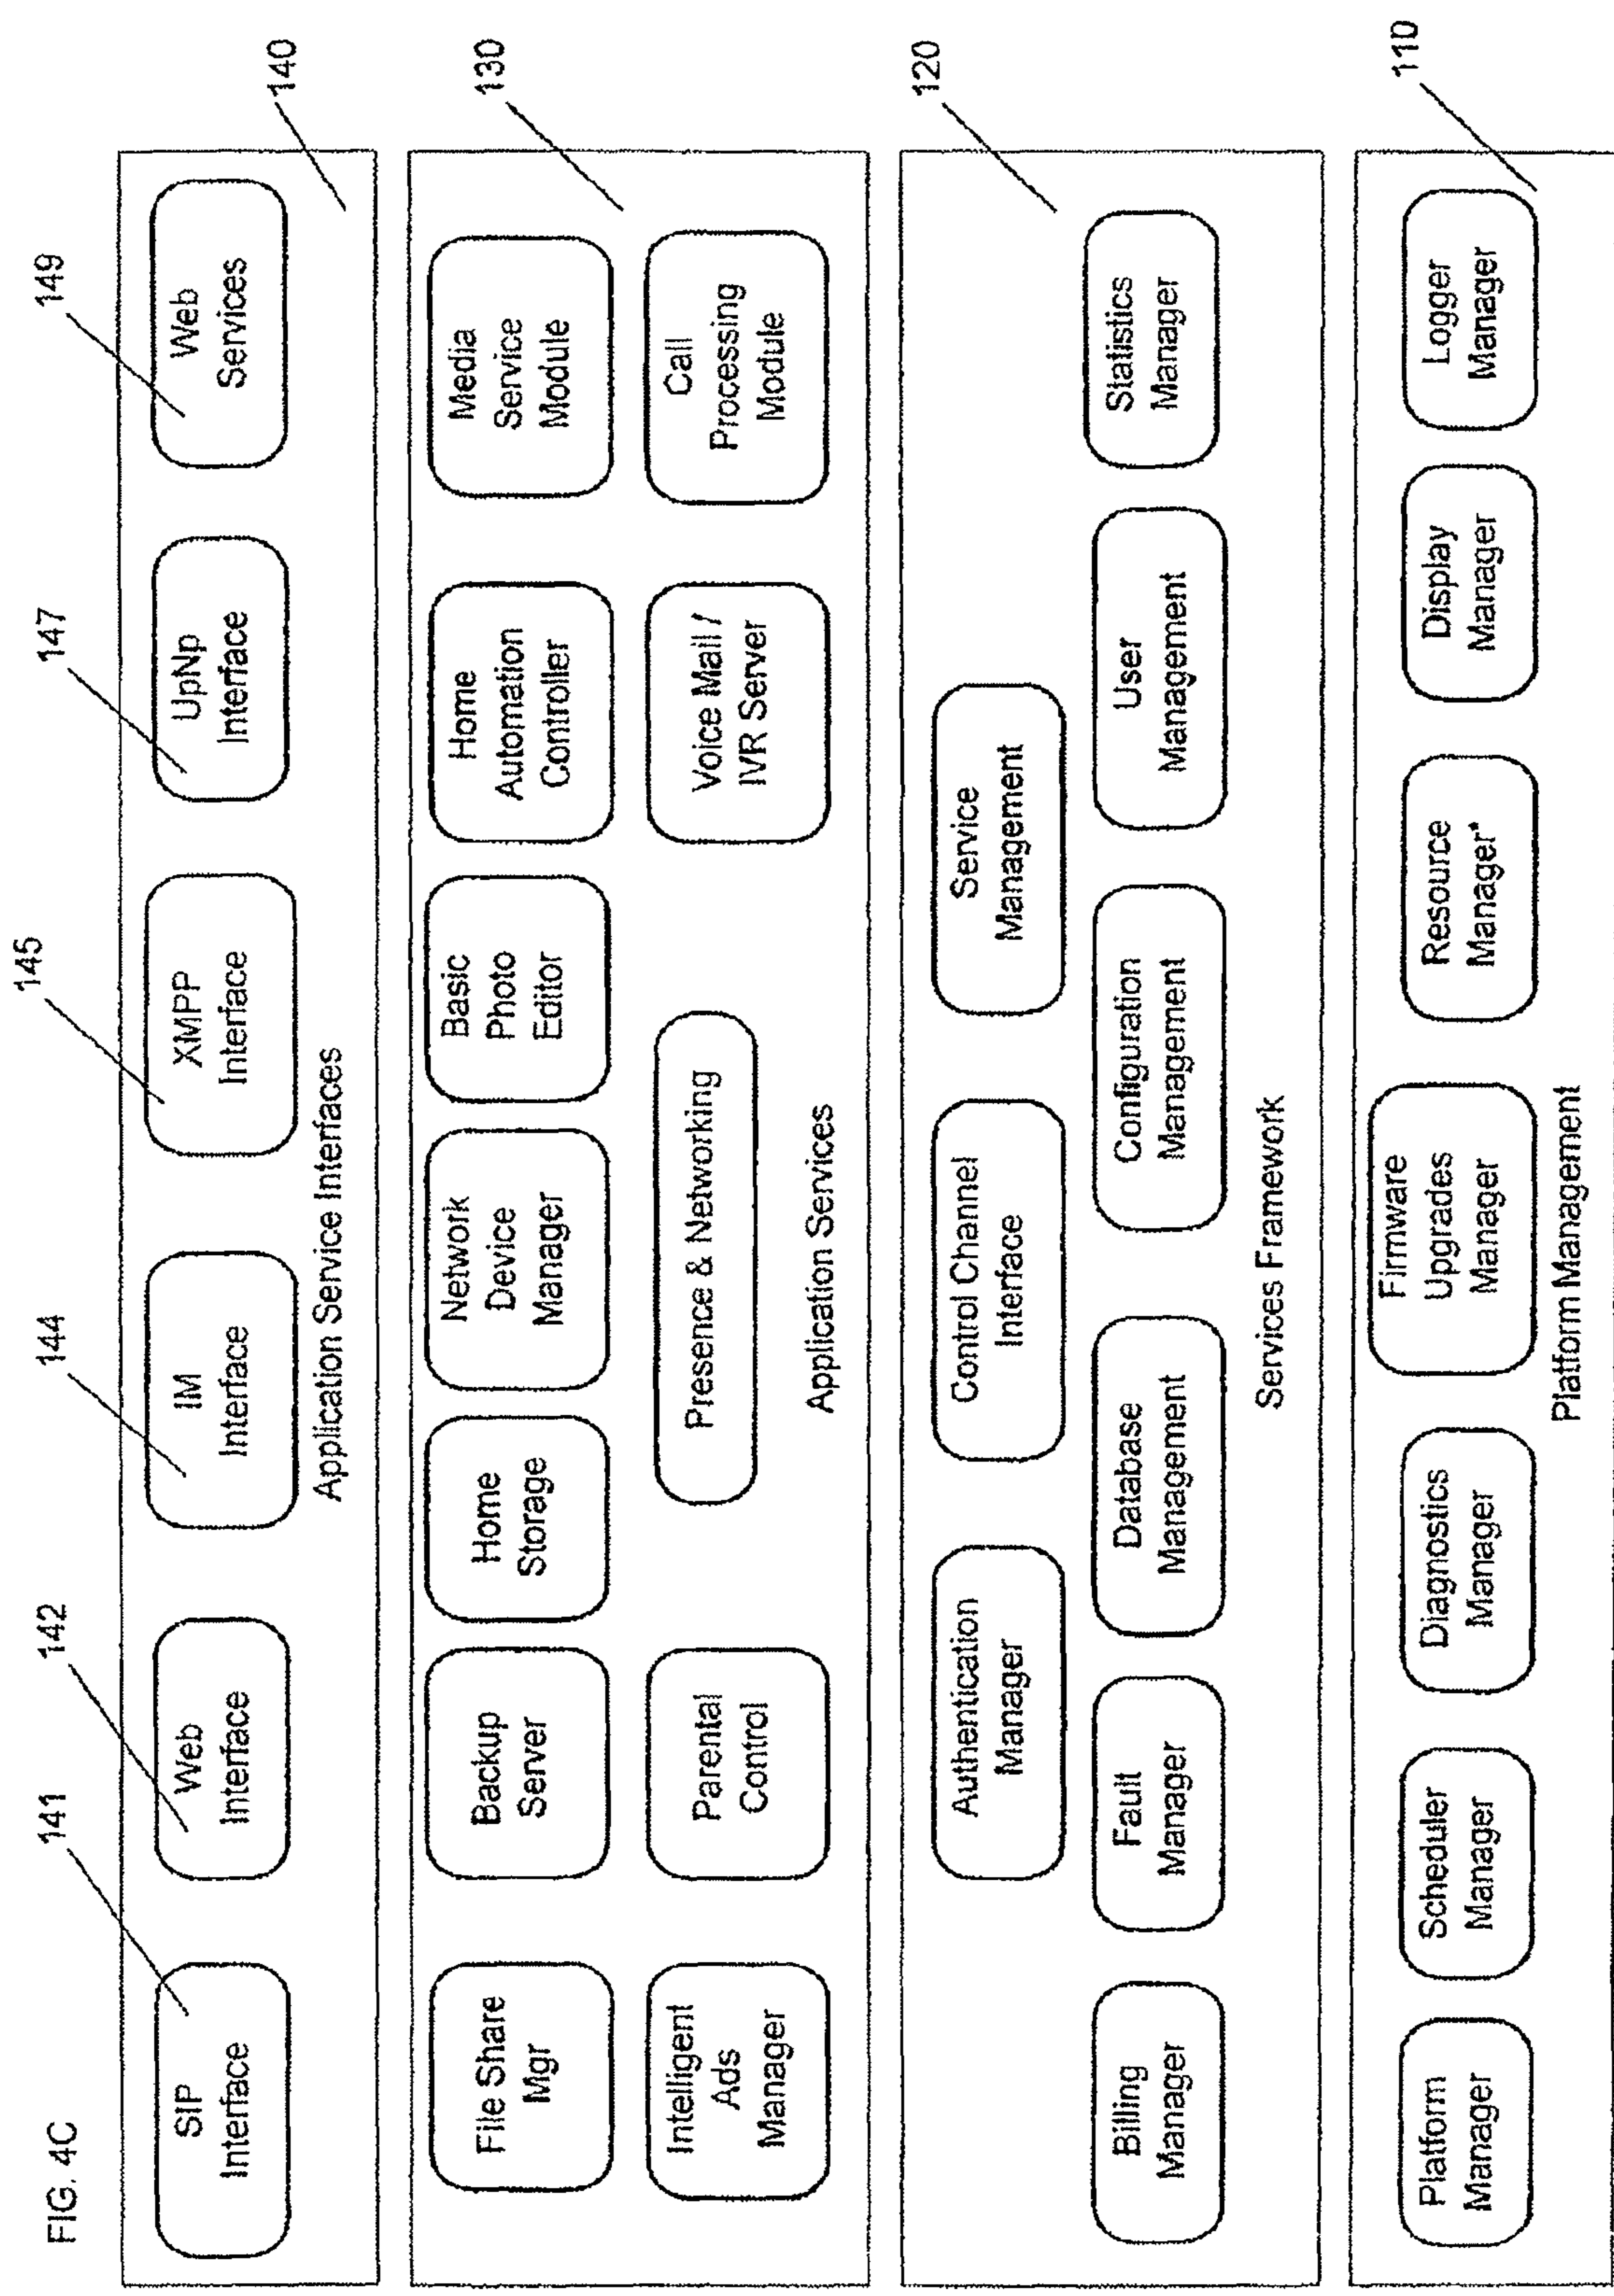 FIG. 4C
141
142
144
145
147
149
SIP
Interface
Web
Interface
IM
Interface
XMPP
Interface
UpNp
Interface
Web
Services
Application Service Interfaces
140
File Share
Mgr
Backup
Server
Home
Storage
Network
Device
Manager
Basic
Photo
Editor
Home
Automation
Controller
Media
Service
Module
Intelligent
Ads
Manager
Parental
Control
Presence & Networking
Voice Mail /
IVR Server
Call
Processing
Module
Application Services
130
Authentication
Manager
Control Channel
Interface
Service
Management
Billing
Manager
Fault
Manager
Database
Management
Configuration
Management
User
Management
Statistics
Manager
Services Framework
120
Platform
Manager
Scheduler
Manager
Diagnostics
Manager
Firmware
Upgrades
Manager
Resource
Manager*
Display
Manager
Logger
Manager
Platform Management
110